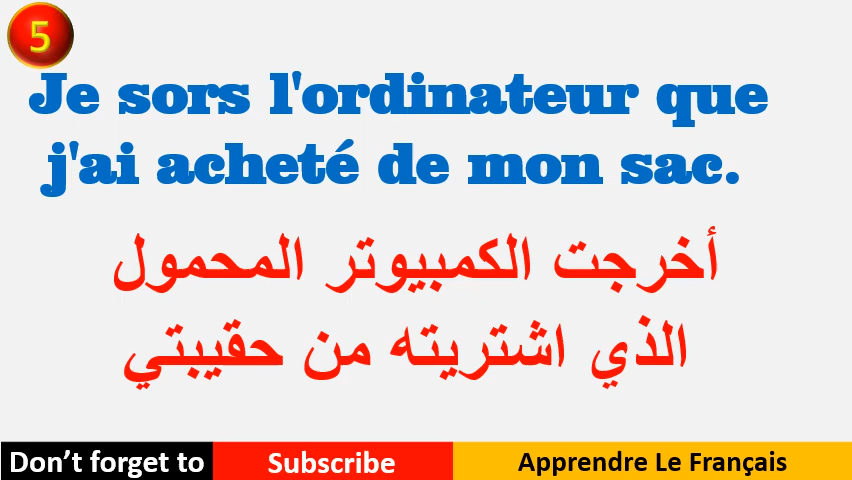 5
Je sors l'ordinateur que
j'ai acheté de mon sac.
أخرجت الكمبيوتر المحمول
الذي اشتريته من حقيبتي
Don’t forget to Subscribe Apprendre Le Français